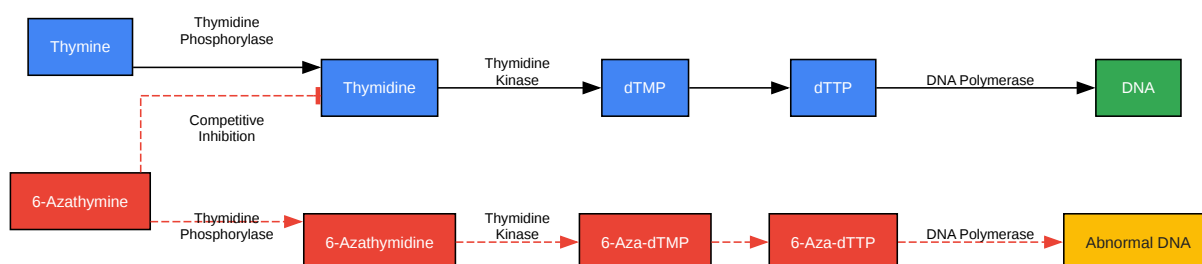 Thymine
Thymidine
Phosphorylase
Thymidine
Thymidine
Kinase
dTMP
dTTP
DNA Polymerase
DNA
Competitive
Inhibition
6-Azathymine
Thymidine
Phosphorylase
6-Azathymidine
Thymidine
Kinase
6-Aza-dTMP
6-Aza-dTTP
DNA Polymerase
Abnormal DNA